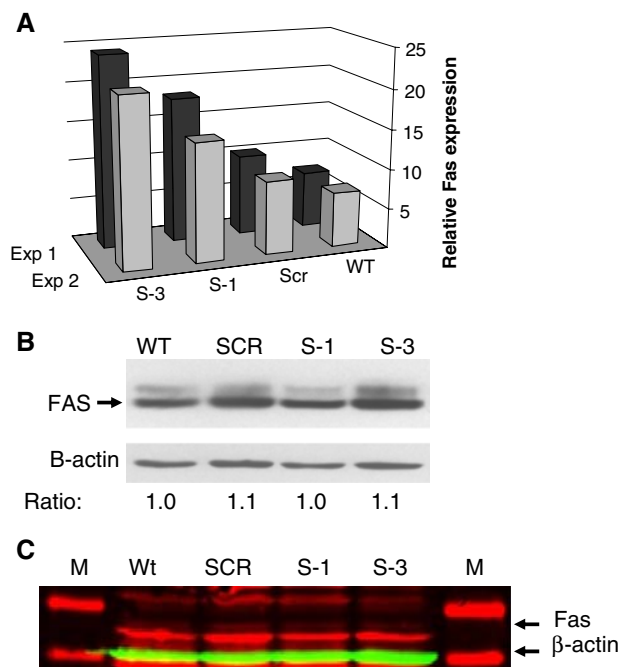 A
25
20
15
10
5
Relative Fas expression
Exp 1
Exp 2
S-3
S-1
Scr
WT
B
WT SCR S-1 S-3
FAS
B-actin
Ratio: 1.0 1.1 1.0 1.1
C
M Wt SCR S-1 S-3 M
Fas
β-actin